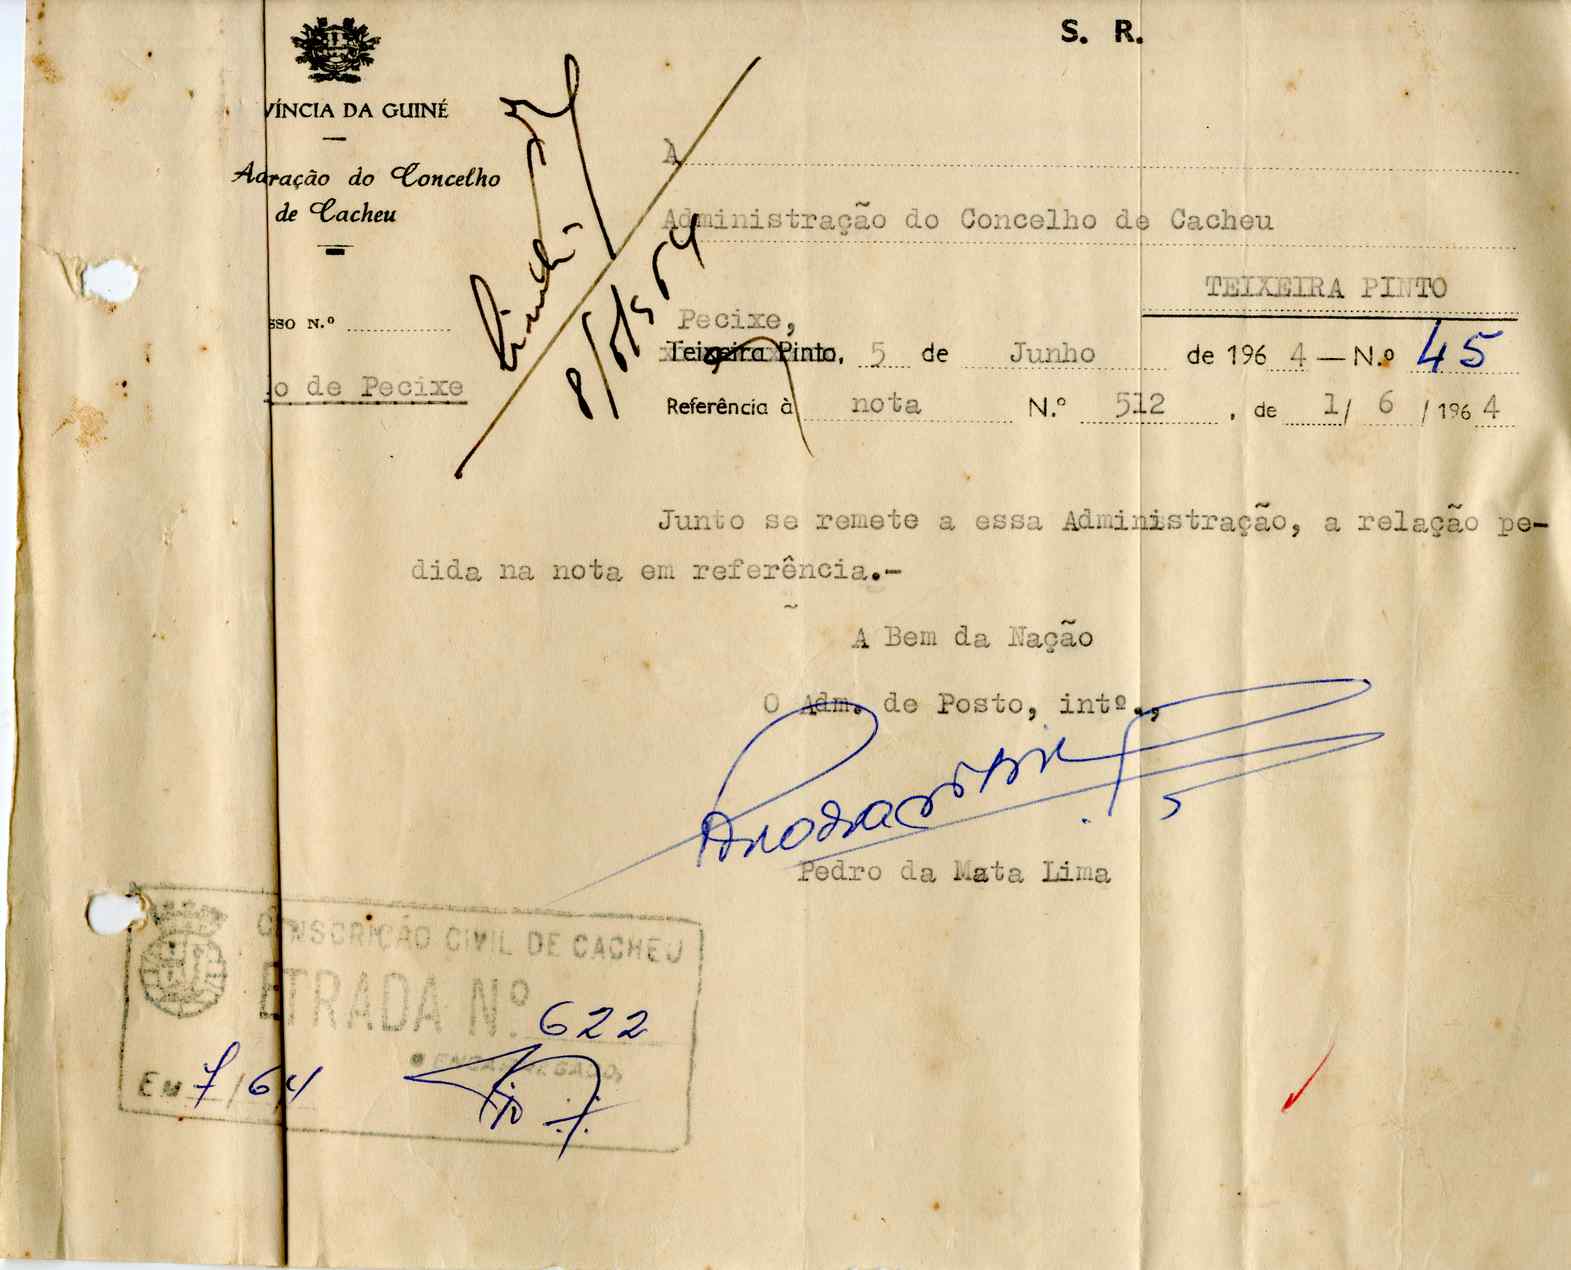 S. R.
VÍNCIA DA GUINÉ
Adração do Concelho
de Cacheu
A
Administração do Concelho de Cacheu
TEIXEIRA PINTO
sso N.º
Pecixe,
Teixeira Pinto, 5 de Junho de 1964 — N.º 45
o de Pecixe
Referência à nota N.º 512, de 1/6/1964
Junto se remete a essa Administração, a relação pe-
dida na nota em referência.-
A Bem da Nação
O Adm. de Posto, intº.,
Pedro da Mata Lima
CIVIL DE CACHEU
ETRADA Nº. 622
EM 7/64